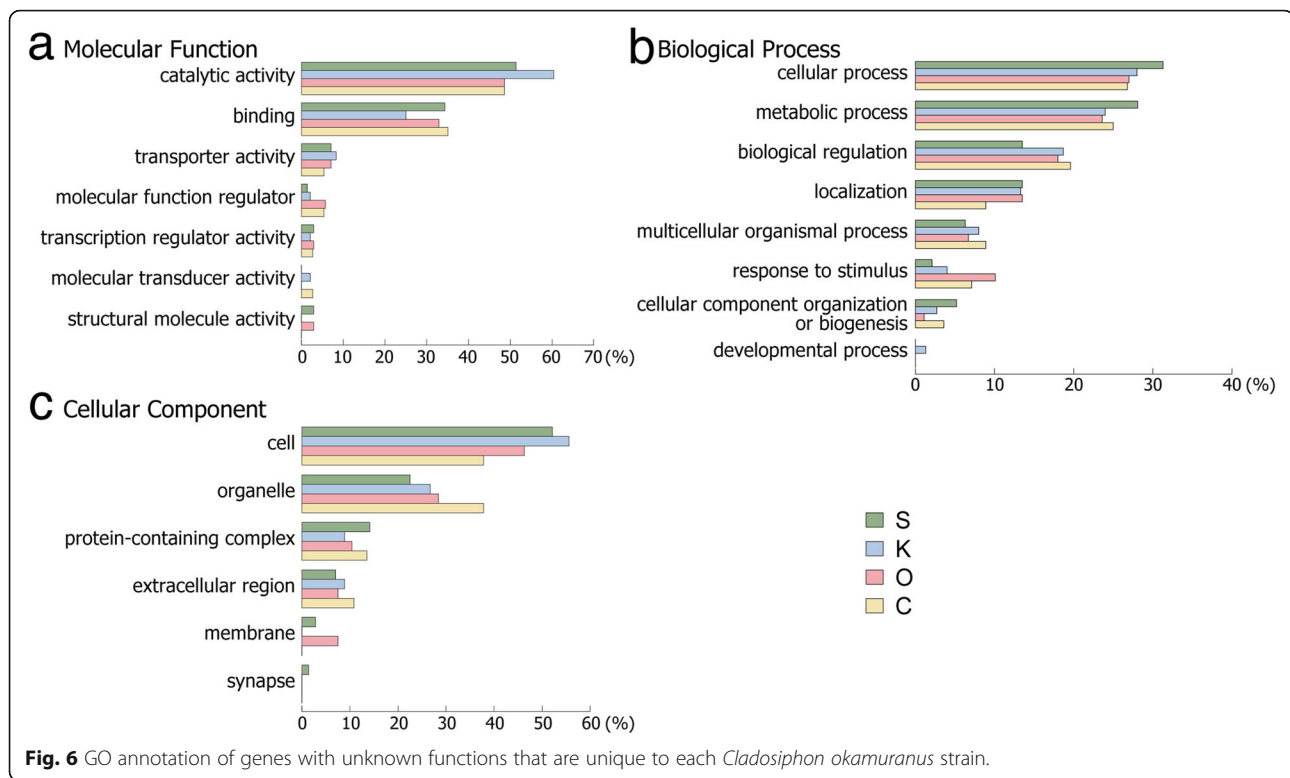 a Molecular Function
catalytic activity
binding
transporter activity
molecular function regulator
transcription regulator activity
molecular transducer activity
structural molecule activity
0 10 20 30 40 50 60 70 (%)
b Biological Process
cellular process
metabolic process
biological regulation
localization
multicellular organismal process
response to stimulus
cellular component organization
or biogenesis
developmental process
0 10 20 30 40 (%)
c Cellular Component
cell
organelle
protein-containing complex
extracellular region
membrane
synapse
0 10 20 30 40 50 60 (%)
S
K
O
C
Fig. 6 GO annotation of genes with unknown functions that are unique to each Cladosiphon okamuranus strain.